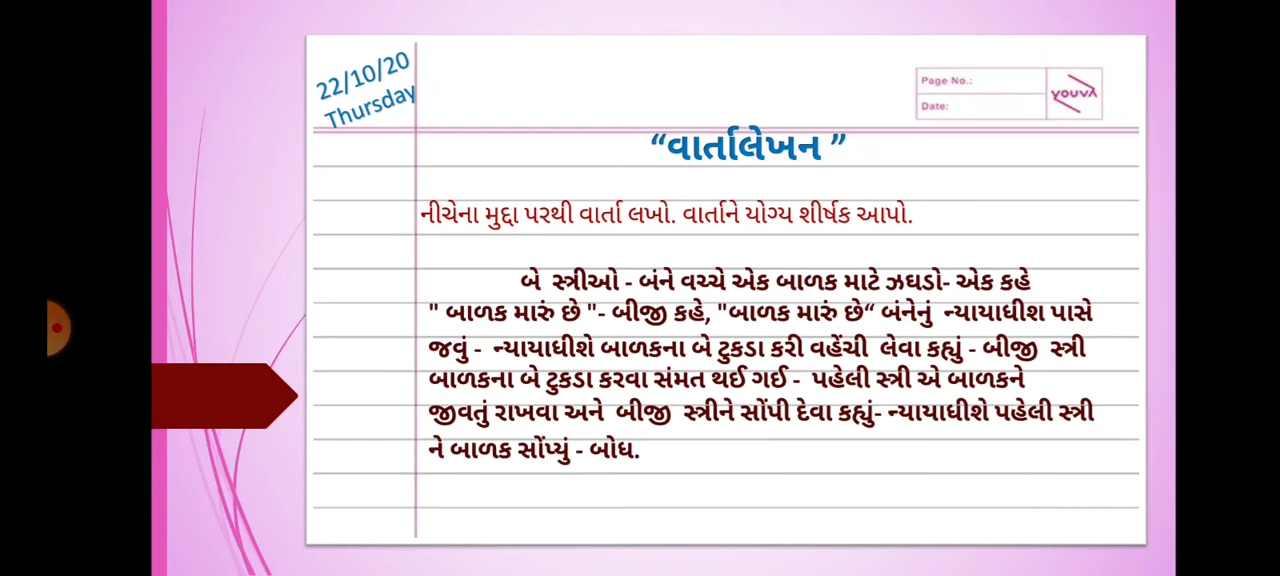 22/10/20
Thursday
Page No.:
Date:
youva
“વાર્તાલેખન ”
નીચેના મુદ્દા પરથી વાર્તા લખો. વાર્તાને યોગ્ય શીર્ષક આપો.
બે સ્ત્રીઓ - બંને વચ્ચે એક બાળક માટે ઝઘડો- એક કહે
" બાળક મારું છે "- બીજી કહે, "બાળક મારું છે“ બંનેનું ન્યાયાધીશ પાસે
જવું - ન્યાયાધીશે બાળકના બે ટુકડા કરી વહેંચી લેવા કહ્યું - બીજી સ્ત્રી
બાળકના બે ટુકડા કરવા સંમત થઈ ગઈ - પહેલી સ્ત્રી એ બાળકને
જીવતું રાખવા અને બીજી સ્ત્રીને સોંપી દેવા કહ્યું- ન્યાયાધીશે પહેલી સ્ત્રી
ને બાળક સોંપ્યું - બોધ.